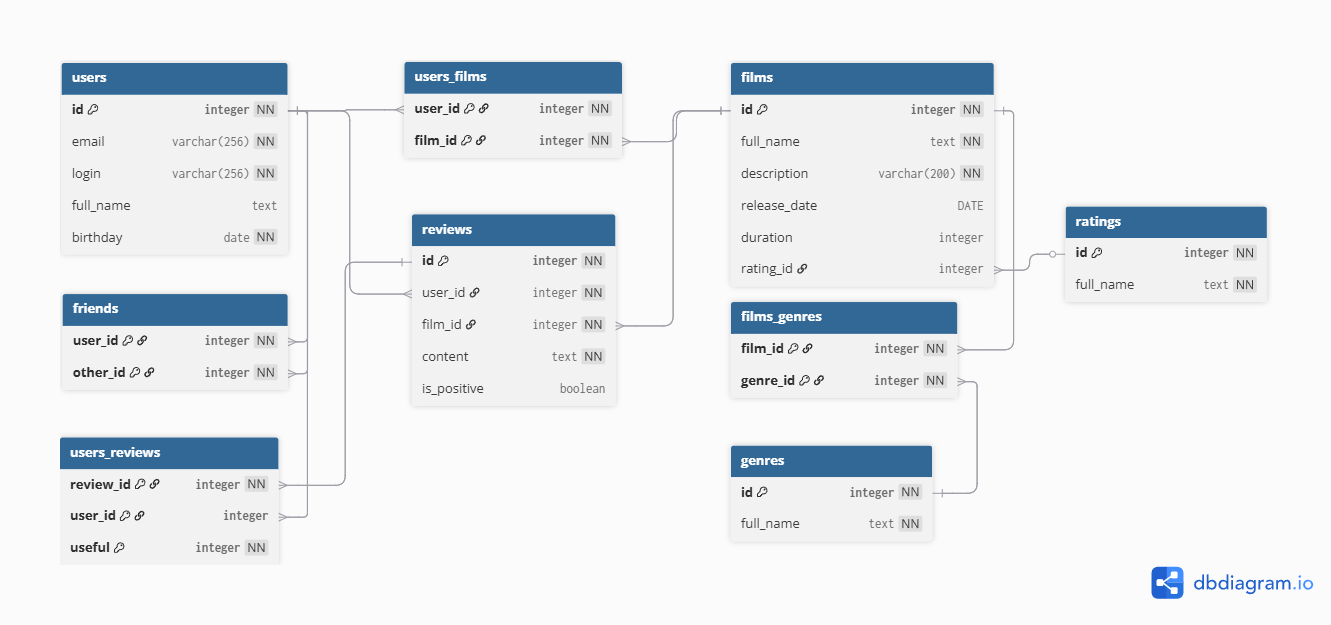 users
id integer NN
email varchar(256) NN
login varchar(256) NN
full_name text
birthday date NN
friends
user_id integer NN
other_id integer NN
users_reviews
review_id integer NN
user_id integer
useful integer NN
users_films
user_id integer NN
film_id integer NN
reviews
id integer NN
user_id integer NN
film_id integer NN
content text NN
is_positive boolean
films
id integer NN
full_name text NN
description varchar(200) NN
release_date DATE
duration integer
rating_id integer
films_genres
film_id integer NN
genre_id integer NN
genres
id integer NN
full_name text NN
ratings
id integer NN
full_name text NN
dbdiagram.io